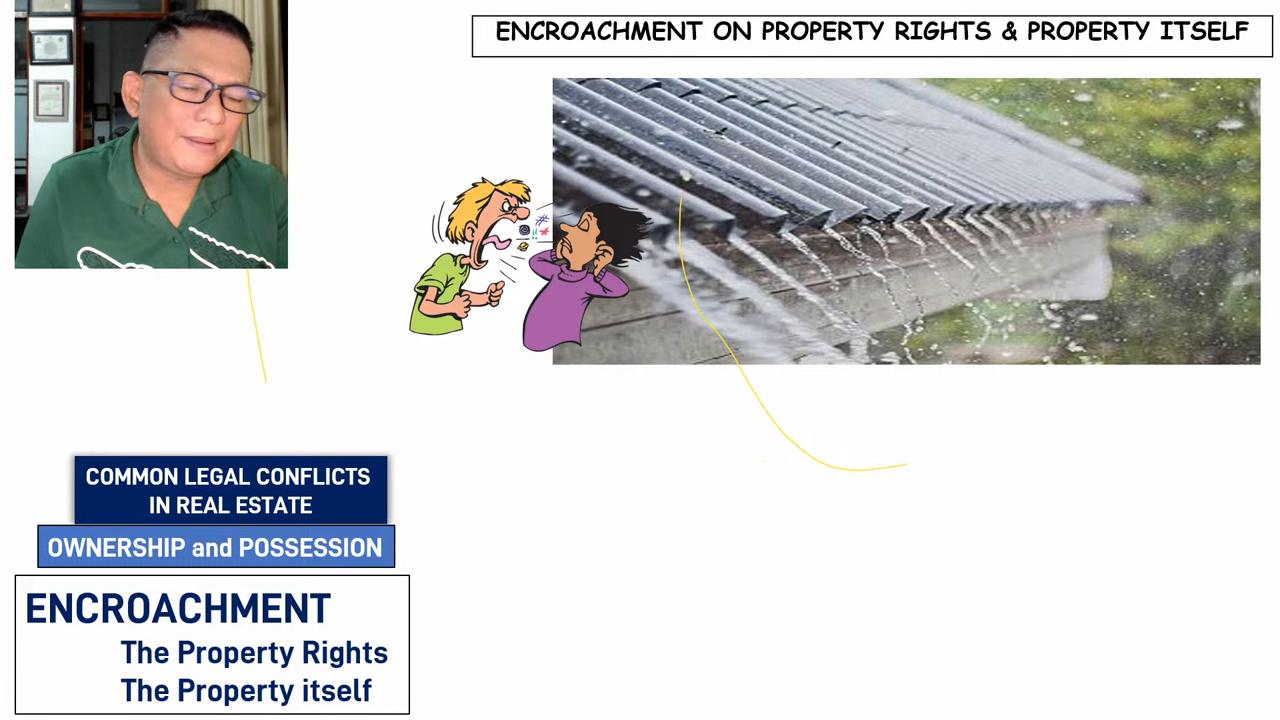 ENCROACHMENT ON PROPERTY RIGHTS & PROPERTY ITSELF
COMMON LEGAL CONFLICTS
IN REAL ESTATE
OWNERSHIP and POSSESSION
ENCROACHMENT
The Property Rights
The Property itself